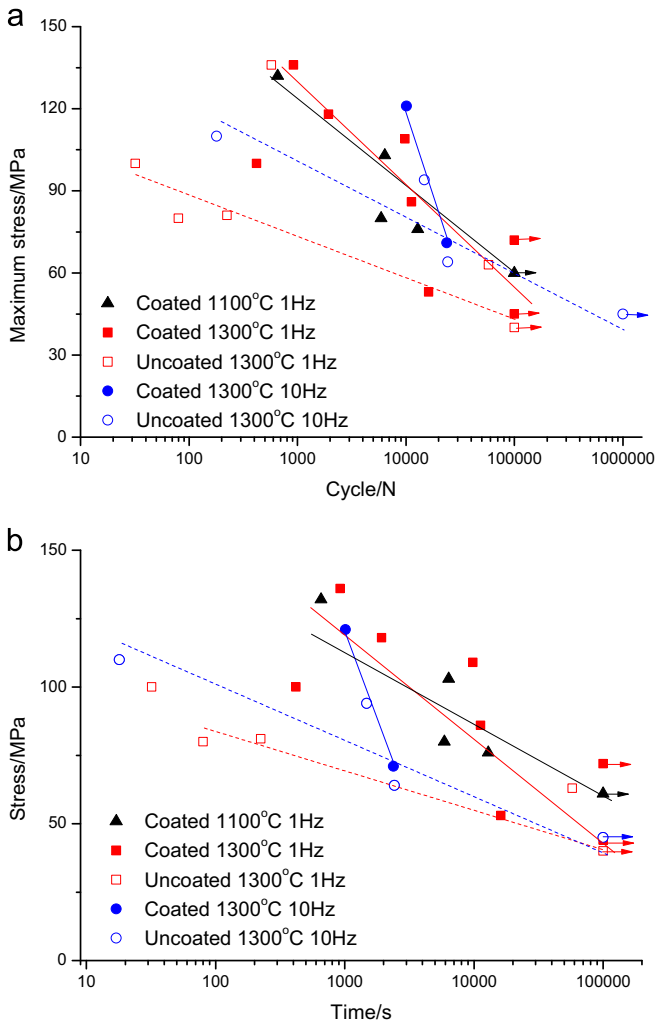 a
150
120
90
60
30
0
Maximum stress/MPa
Coated 1100°C 1Hz
Coated 1300°C 1Hz
Uncoated 1300°C 1Hz
Coated 1300°C 10Hz
Uncoated 1300°C 10Hz
10 100 1000 10000 100000 1000000
Cycle/N
b
150
100
50
0
Stress/MPa
Coated 1100°C 1Hz
Coated 1300°C 1Hz
Uncoated 1300°C 1Hz
Coated 1300°C 10Hz
Uncoated 1300°C 10Hz
10 100 1000 10000 100000
Time/s